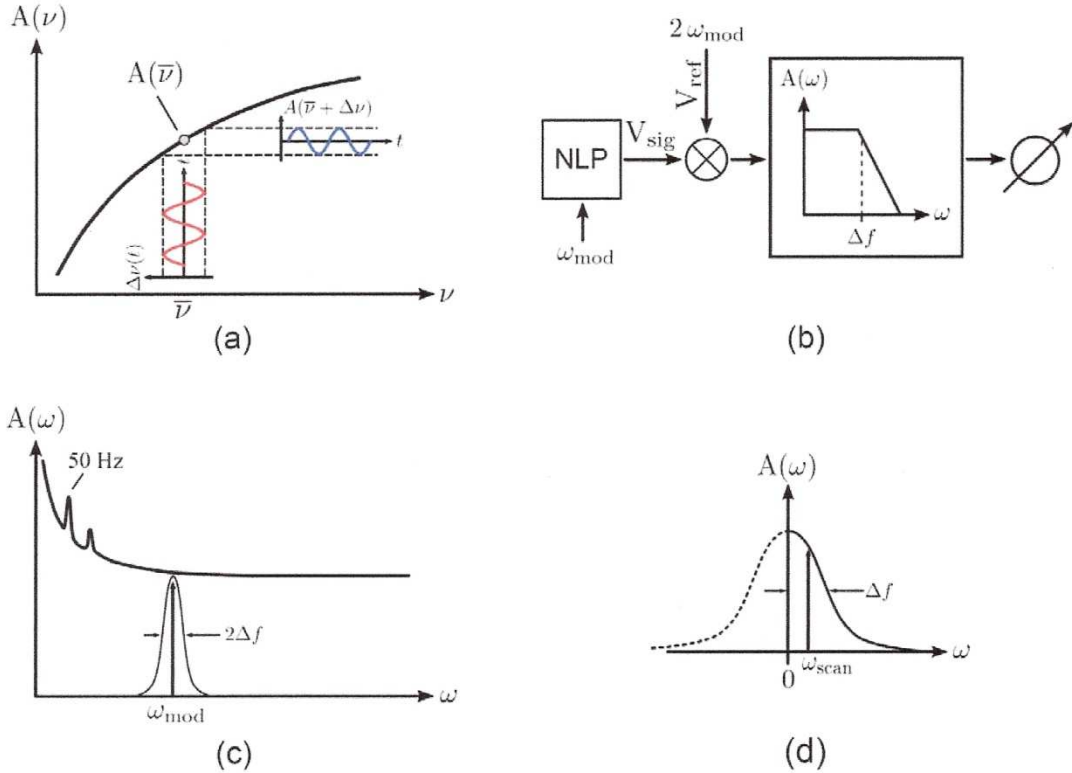 A(ν)
A(ν̅)
A(ν̅ + Δν)
t
t
Δν(t)
ν̅
ν
(a)
2 ω_mod
V_ref
V_sig
NLP
ω_mod
A(ω)
ω
Δf
(b)
A(ω)
50 Hz
2Δf
ω_mod
ω
(c)
A(ω)
Δf
ω_scan
0
ω
(d)